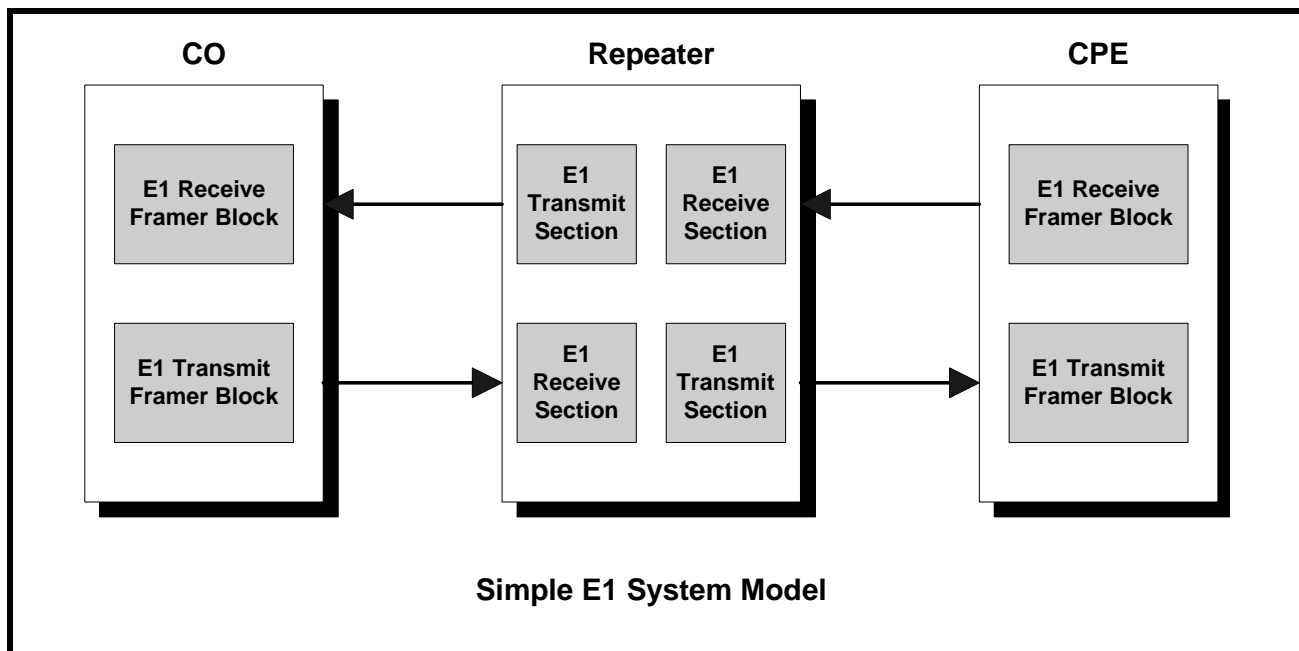 CO
Repeater
CPE
E1 Receive
Framer Block
E1
Transmit
Section
E1
Receive
Section
E1 Receive
Framer Block
E1 Transmit
Framer Block
E1
Receive
Section
E1
Transmit
Section
E1 Transmit
Framer Block
Simple E1 System Model